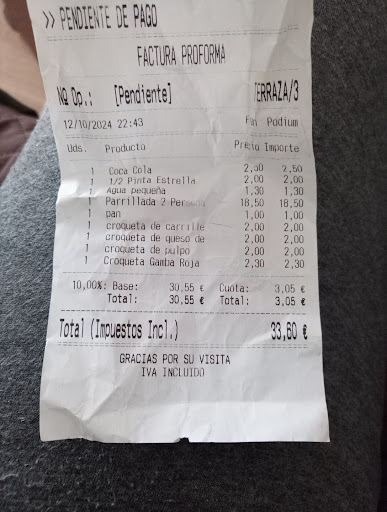 >> PENDIENTE DE PAGO
FACTURA PROFORMA
Nº Op.: [Pendiente] TERRAZA/3
12/10/2024 22:43 Fun Podium
Uds. Producto Precio Importe
1 Coca Cola 2,50 2,50
1 1/2 Pinta Estrella 2,00 2,00
1 Agua pequeña 1,30 1,30
1 Parrillada 2 Persona 18,50 18,50
1 pan 1,00 1,00
1 croqueta de carrille 2,00 2,00
1 croqueta de queso de 2,00 2,00
1 croqueta de pulpo 2,00 2,00
1 Croqueta Gamba Roja 2,30 2,30
10,00%: Base: 30,55 € Cuota: 3,05 €
Total: 30,55 € Total: 3,05 €
Total (Impuestos Incl.) 33,60 €
GRACIAS POR SU VISITA
IVA INCLUIDO